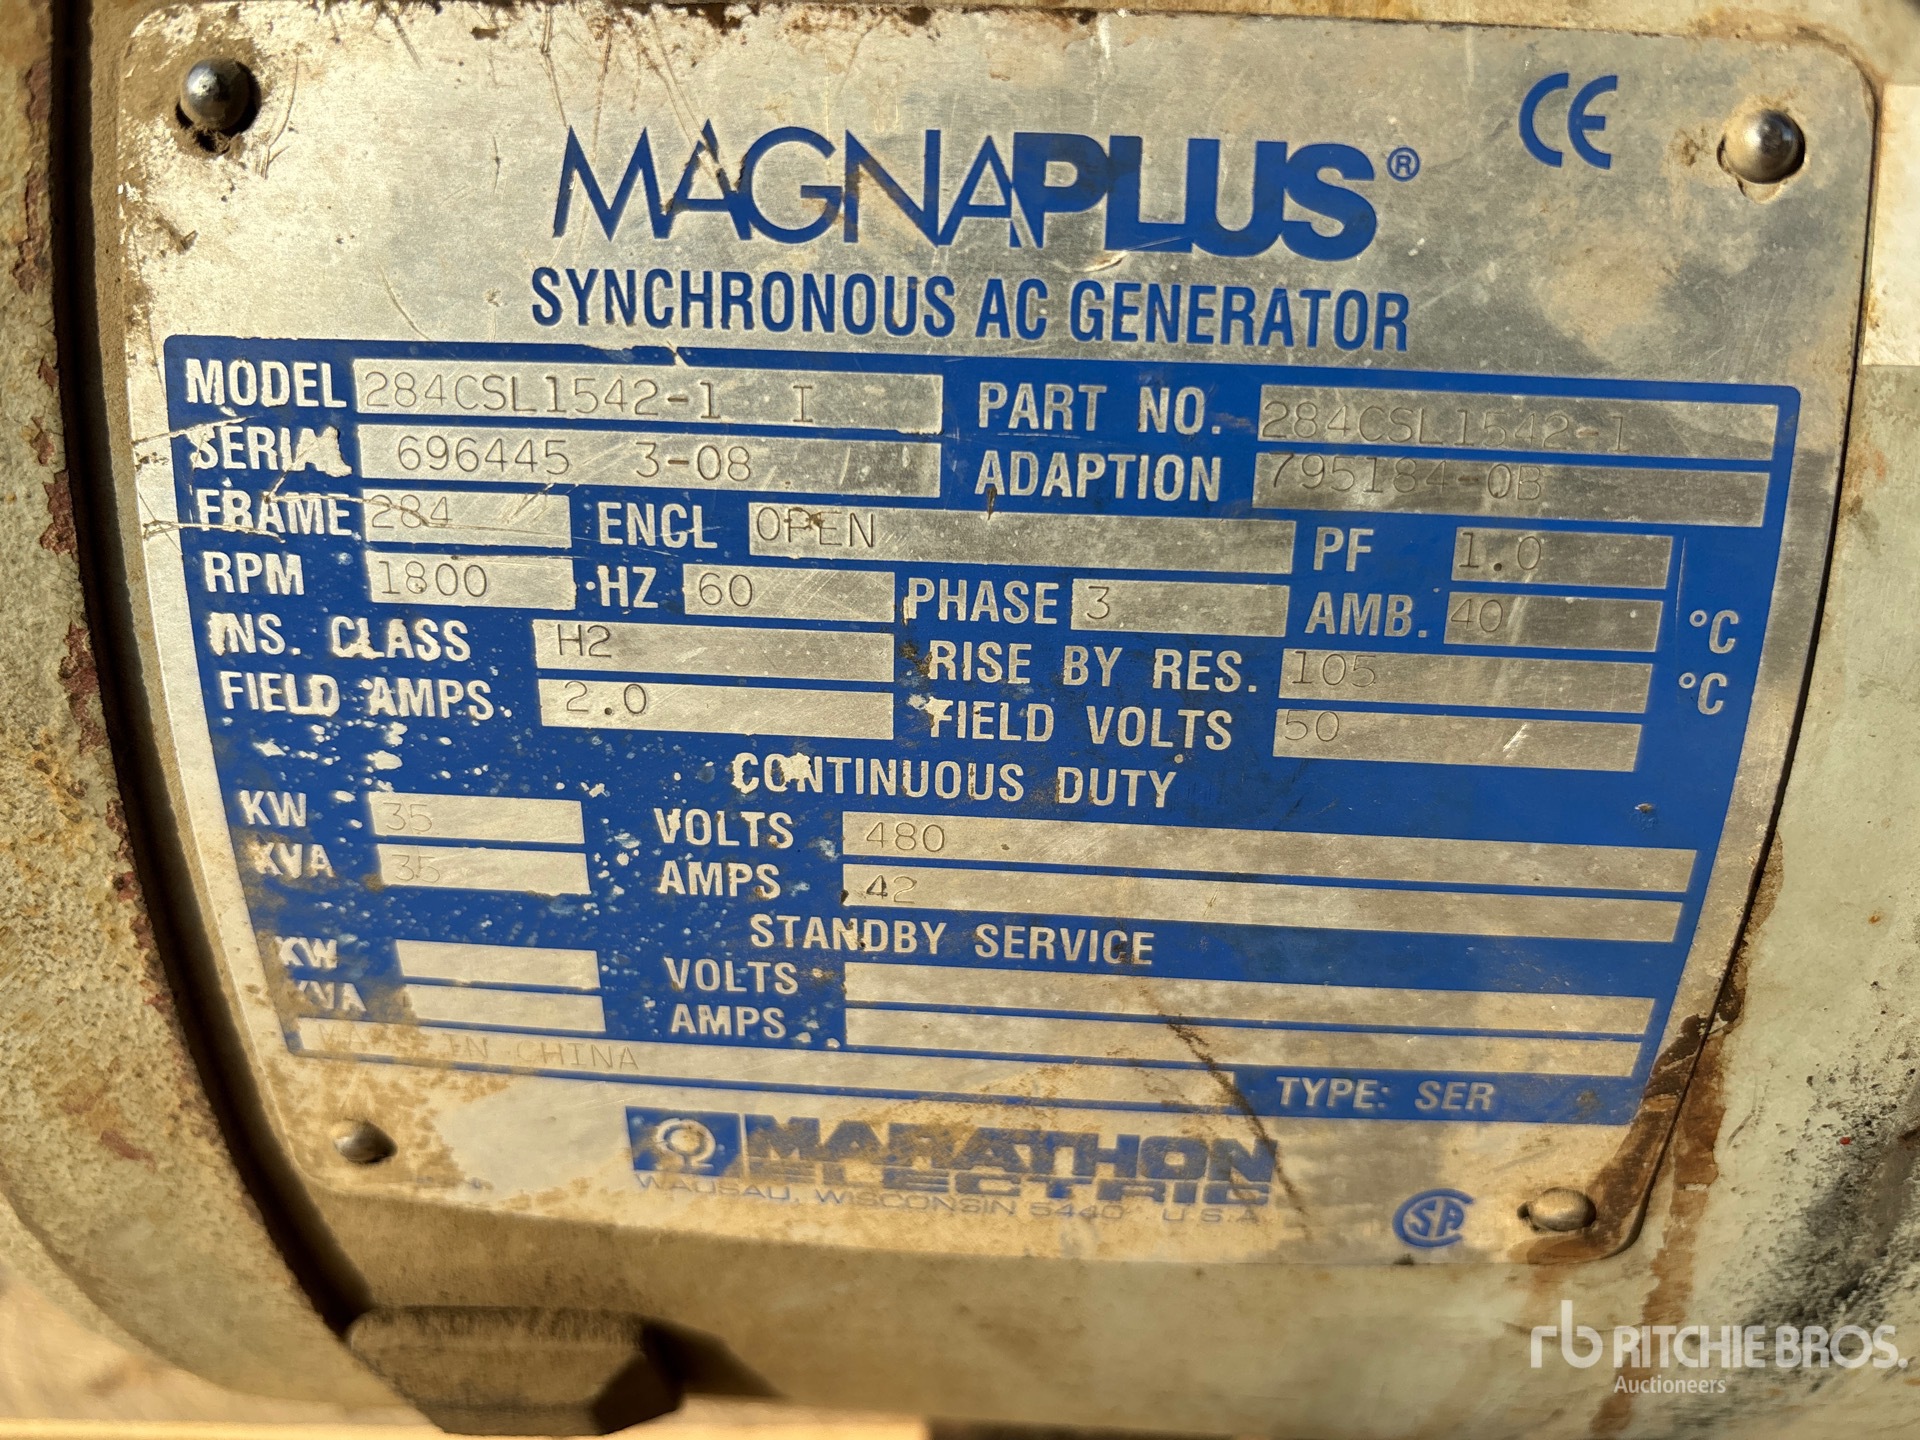 CE
MAGNAPLUS®
SYNCHRONOUS AC GENERATOR
MODEL 284CSL1542-1 I PART NO. 284CSL1542-1
SERIAL 696445 3-08 ADAPTION 795184-0B
FRAME 284 ENCL OPEN PF 1.0
RPM 1800 HZ 60 PHASE 3 AMB. 40 °C
INS. CLASS H2 RISE BY RES. 105 °C
FIELD AMPS. 2.0 FIELD VOLTS 50
CONTINUOUS DUTY
KW 35 VOLTS 480
KVA 35 AMPS 42
STANDBY SERVICE
KW VOLTS
KVA AMPS
MADE IN CHINA
TYPE: SER
MARATHON
ELECTRIC
WAUSAU, WISCONSIN 5440 U S A
SA
rb RITCHIE BROS.
Auctioneers